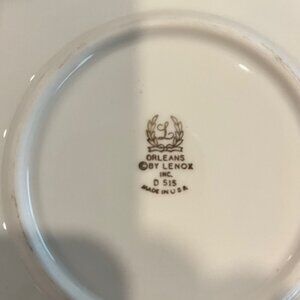 L
ORLEANS
©BY LENOX
INC.
D 515
MADE IN U S A